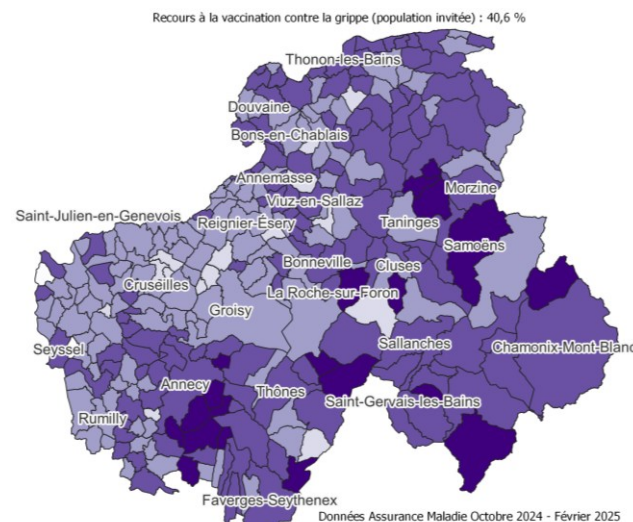 Recours à la vaccination contre la grippe (population invitée) : 40,6 %
Thonon-les-Bains
Douvaine
Bons-en-Chablais
Annemasse
Morzine
Viuz-en-Sallaz
Saint-Julien-en-Genevois
Reignier-Ésery
Taninges
Samoëns
Bonneville
Cluses
Cruseilles
La Roche-sur-Foron
Groisy
Seyssel
Sallanches
Chamonix-Mont-Blanc
Annecy
Thônes
Saint-Gervais-les-Bains
Rumilly
Faverges-Seythenex
Données Assurance Maladie Octobre 2024 - Février 2025